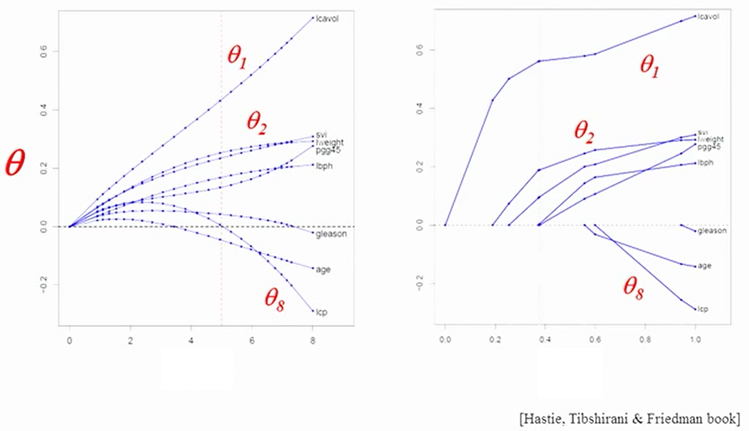 θ
0.6
0.4
0.2
0.0
−0.2
θ1
θ2
θ8
lcavol
svi
lweight
pgg45
lbph
gleason
age
lcp
0 2 4 6 8
0.6
0.4
0.2
0.0
−0.2
θ1
θ2
θ8
lcavol
svi
lweight
pgg45
lbph
gleason
age
lcp
0.0 0.2 0.4 0.6 0.8 1.0
[Hastie, Tibshirani & Friedman book]